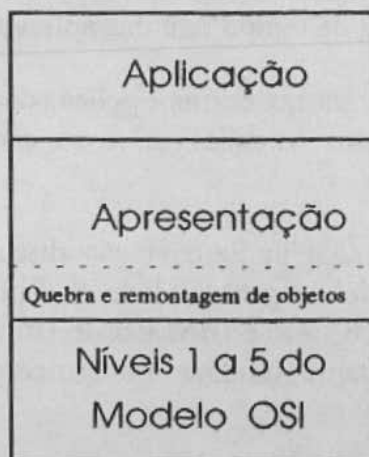 Aplicação
Apresentação
Quebra e remontagem de objetos
Níveis 1 a 5 do
Modelo OSI